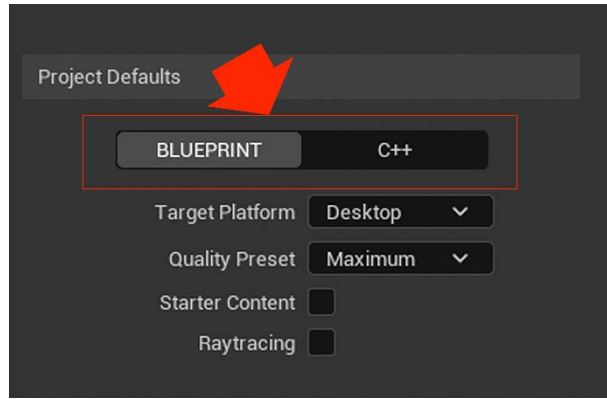 Project Defaults
BLUEPRINT C++
Target Platform Desktop
Quality Preset Maximum
Starter Content
Raytracing